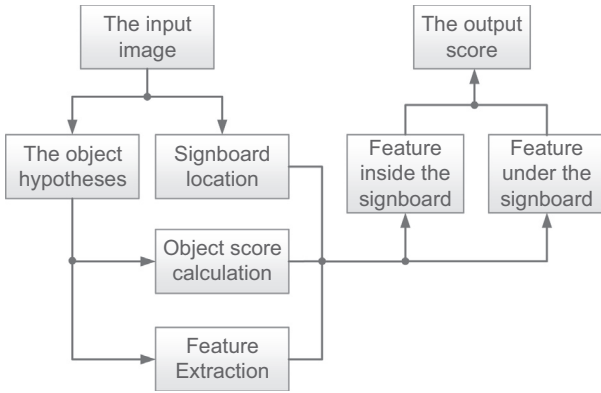 The input
image
The object
hypotheses
Signboard
location
Object score
calculation
Feature
Extraction
Feature
inside the
signboard
Feature
under the
signboard
The output
score